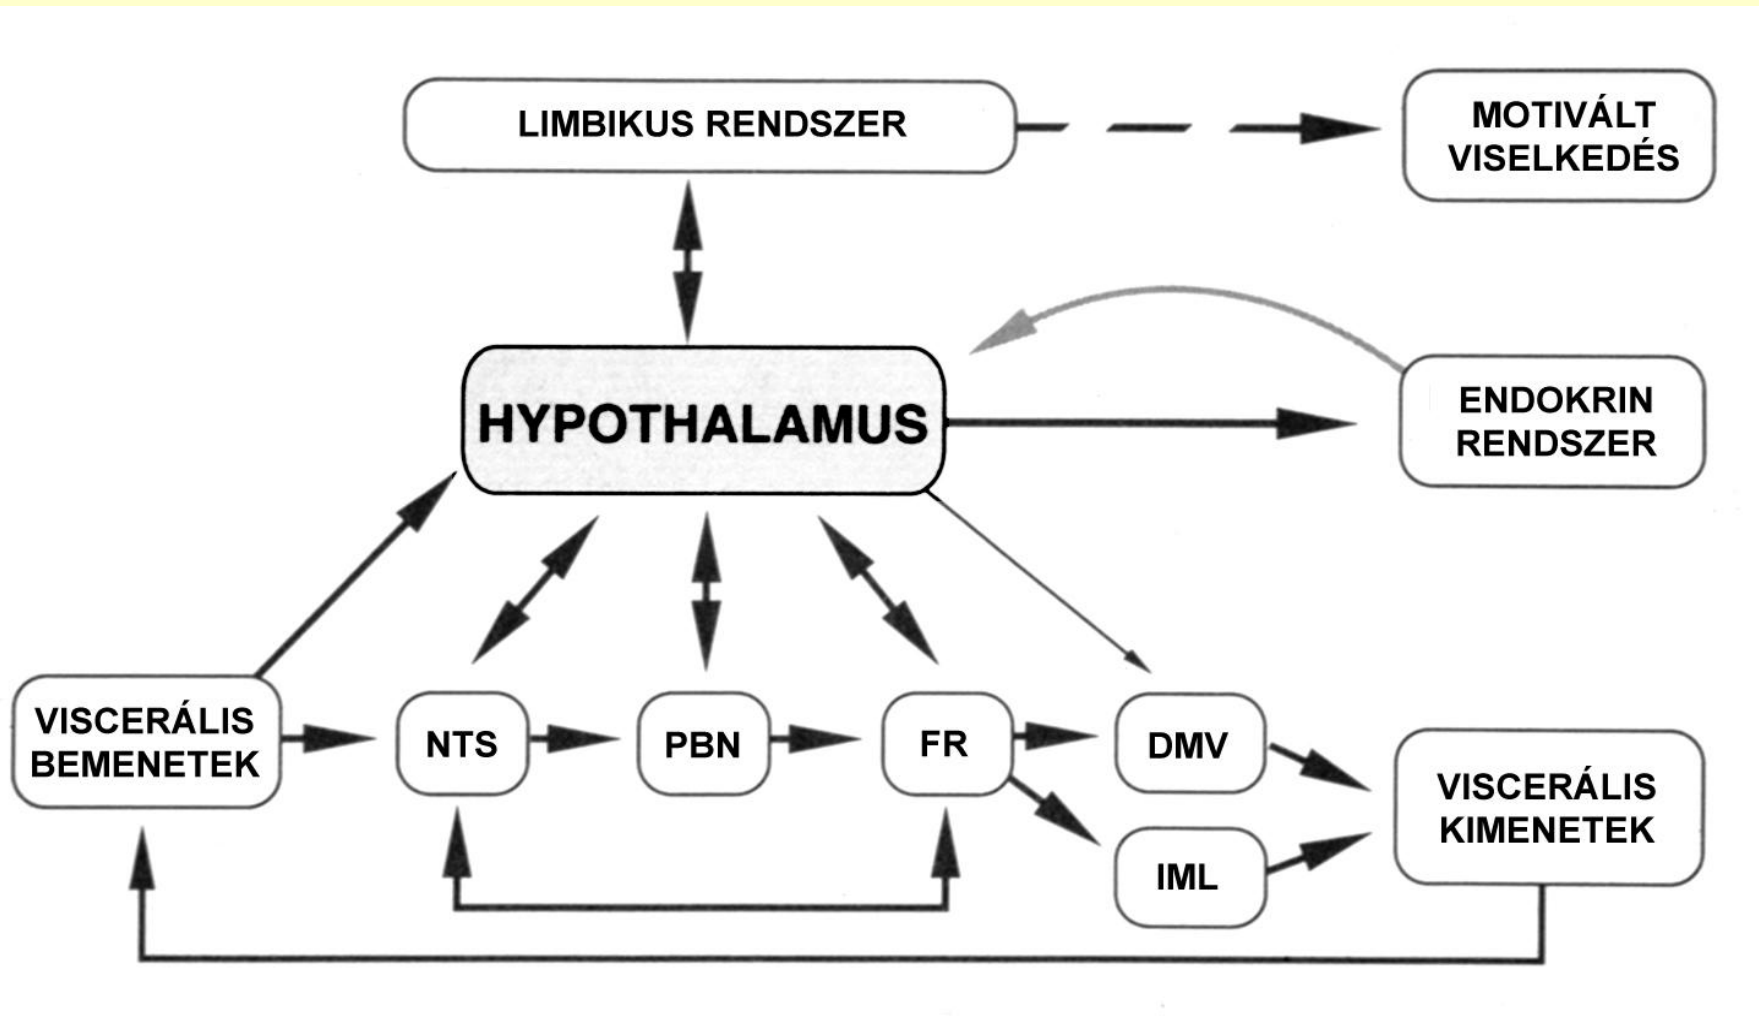 LIMBIKUS RENDSZER
MOTIVÁLT
VISELKEDÉS
HYPOTHALAMUS
ENDOKRIN
RENDSZER
VISCERÁLIS
BEMENETEK
NTS
PBN
FR
DMV
IML
VISCERÁLIS
KIMENETEK